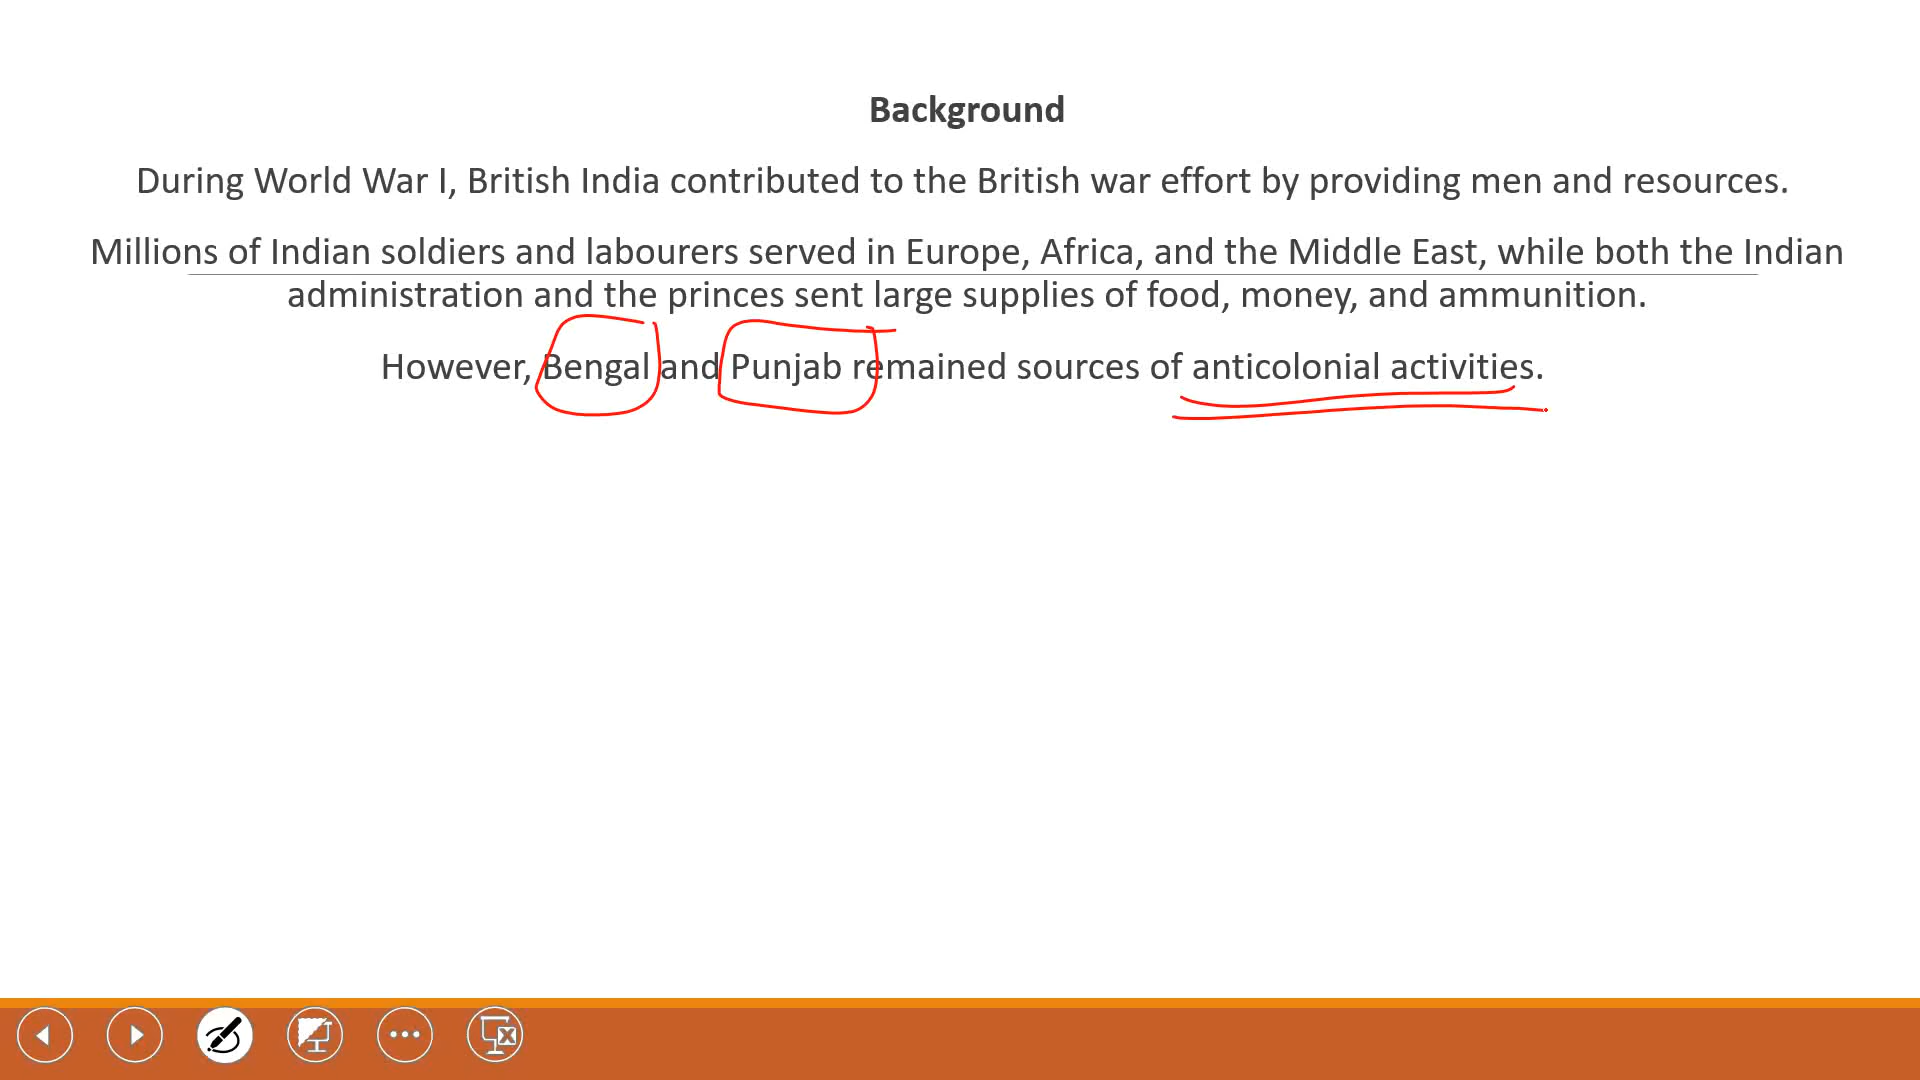 Background
During World War I, British India contributed to the British war effort by providing men and resources.
Millions of Indian soldiers and labourers served in Europe, Africa, and the Middle East, while both the Indian
administration and the princes sent large supplies of food, money, and ammunition.
However, Bengal and Punjab remained sources of anticolonial activities.